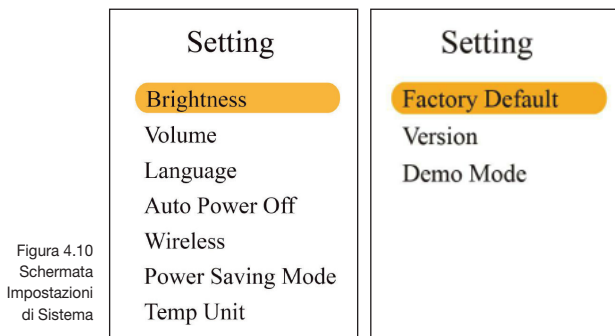 Figura 4.10
Schermata
Impostazioni
di Sistema
Setting
Brightness
Volume
Language
Auto Power Off
Wireless
Power Saving Mode
Temp Unit
Setting
Factory Default
Version
Demo Mode